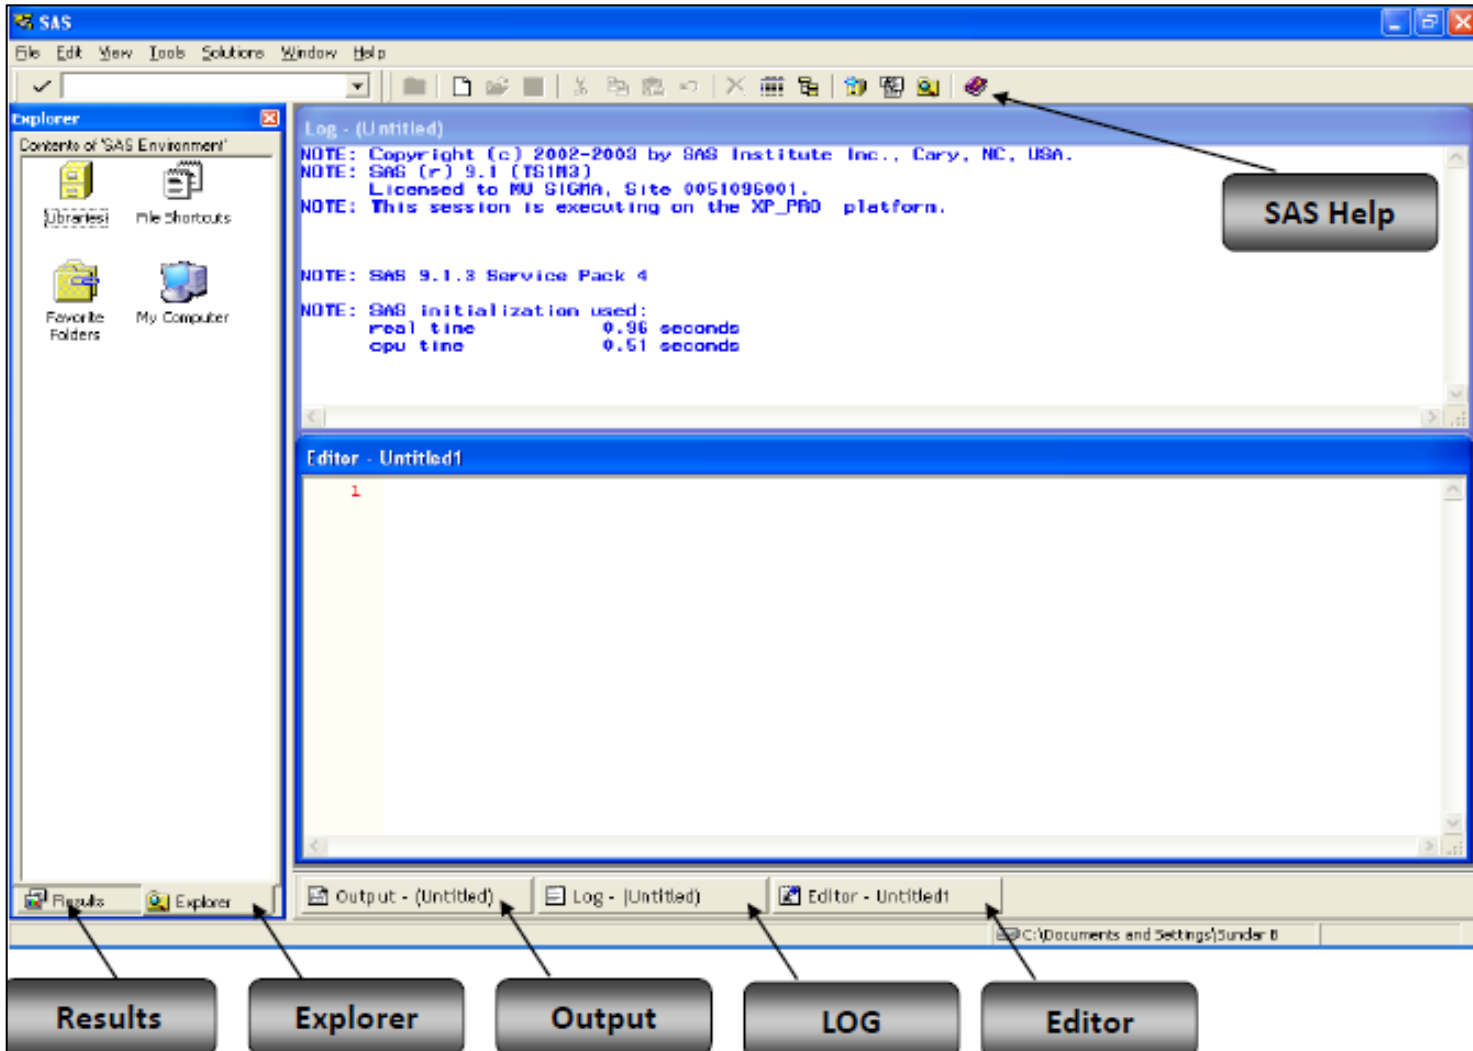 SAS
File Edit View Tools Solutions Window Help
Explorer
Contents of 'SAS Environment'
Libraries
File Shortcuts
Favorite Folders
My Computer
Log - (Untitled)
NOTE: Copyright (c) 2002-2003 by SAS Institute Inc., Cary, NC, USA.
NOTE: SAS (r) 9.1 (TS1M3)
Licensed to MU SIGMA, Site 0051096001.
NOTE: This session is executing on the XP_PRO platform.
NOTE: SAS 9.1.3 Service Pack 4
NOTE: SAS initialization used:
real time 0.96 seconds
cpu time 0.51 seconds
SAS Help
Editor - Untitled1
1
Results
Explorer
Output - (Untitled)
Log - (Untitled)
Editor - Untitled1
C:\Documents and Settings\Sundar B
Results
Explorer
Output
LOG
Editor